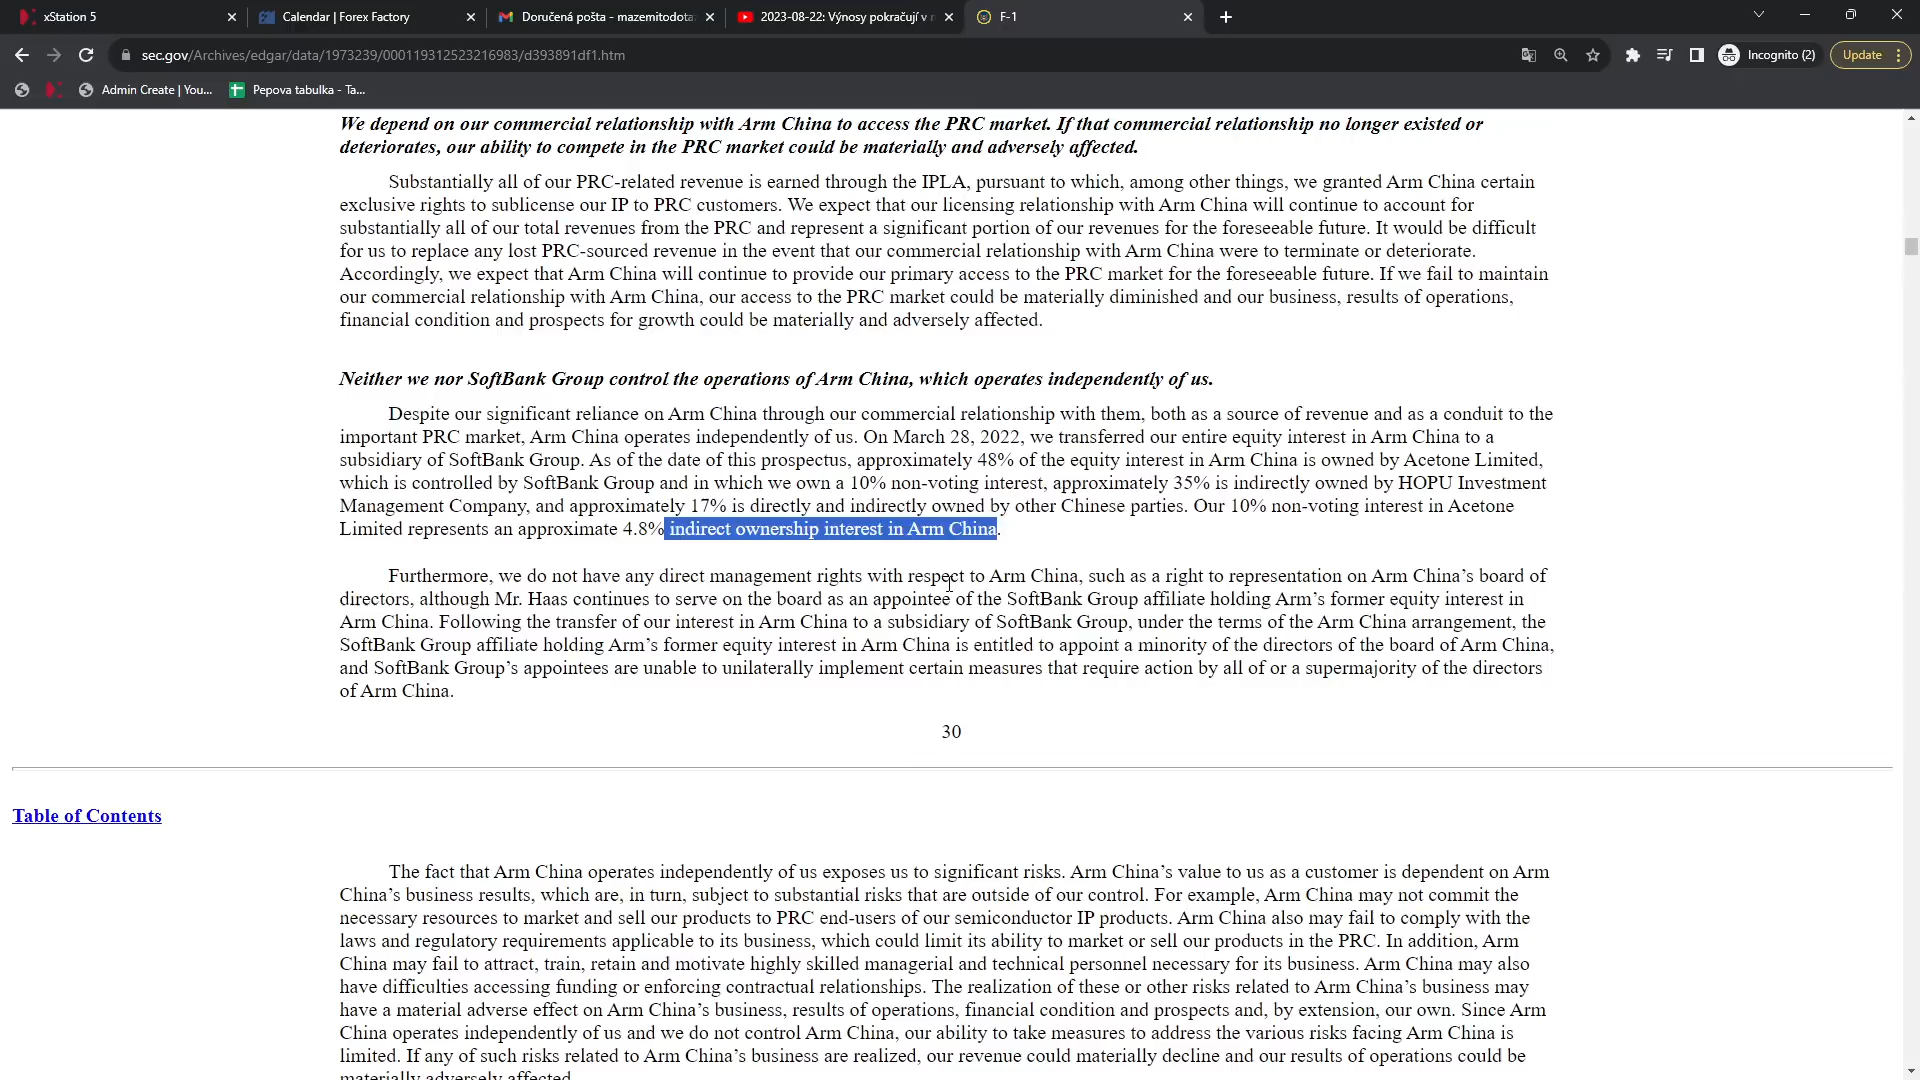 xStation 5
Calendar | Forex Factory
Doručená pošta - mazemitodota
2023-08-22: Výnosy pokračují v
F-1
sec.gov/Archives/edgar/data/1973239/000119312523216983/d393891df1.htm
Incognito (2)
Update
Admin Create | You...
Pepova tabulka - Ta...
We depend on our commercial relationship with Arm China to access the PRC market. If that commercial relationship no longer existed or
deteriorates, our ability to compete in the PRC market could be materially and adversely affected.
Substantially all of our PRC-related revenue is earned through the IPLA, pursuant to which, among other things, we granted Arm China certain
exclusive rights to sublicense our IP to PRC customers. We expect that our licensing relationship with Arm China will continue to account for
substantially all of our total revenues from the PRC and represent a significant portion of our revenues for the foreseeable future. It would be difficult
for us to replace any lost PRC-sourced revenue in the event that our commercial relationship with Arm China were to terminate or deteriorate.
Accordingly, we expect that Arm China will continue to provide our primary access to the PRC market for the foreseeable future. If we fail to maintain
our commercial relationship with Arm China, our access to the PRC market could be materially diminished and our business, results of operations,
financial condition and prospects for growth could be materially and adversely affected.
Neither we nor SoftBank Group control the operations of Arm China, which operates independently of us.
Despite our significant reliance on Arm China through our commercial relationship with them, both as a source of revenue and as a conduit to the
important PRC market, Arm China operates independently of us. On March 28, 2022, we transferred our entire equity interest in Arm China to a
subsidiary of SoftBank Group. As of the date of this prospectus, approximately 48% of the equity interest in Arm China is owned by Acetone Limited,
which is controlled by SoftBank Group and in which we own a 10% non-voting interest, approximately 35% is indirectly owned by HOPU Investment
Management Company, and approximately 17% is directly and indirectly owned by other Chinese parties. Our 10% non-voting interest in Acetone
Limited represents an approximate 4.8% indirect ownership interest in Arm China.
Furthermore, we do not have any direct management rights with respect to Arm China, such as a right to representation on Arm China's board of
directors, although Mr. Haas continues to serve on the board as an appointee of the SoftBank Group affiliate holding Arm's former equity interest in
Arm China. Following the transfer of our interest in Arm China to a subsidiary of SoftBank Group, under the terms of the Arm China arrangement, the
SoftBank Group affiliate holding Arm's former equity interest in Arm China is entitled to appoint a minority of the directors of the board of Arm China,
and SoftBank Group's appointees are unable to unilaterally implement certain measures that require action by all of or a supermajority of the directors
of Arm China.
30
Table of Contents
The fact that Arm China operates independently of us exposes us to significant risks. Arm China's value to us as a customer is dependent on Arm
China's business results, which are, in turn, subject to substantial risks that are outside of our control. For example, Arm China may not commit the
necessary resources to market and sell our products to PRC end-users of our semiconductor IP products. Arm China also may fail to comply with the
laws and regulatory requirements applicable to its business, which could limit its ability to market or sell our products in the PRC. In addition, Arm
China may fail to attract, train, retain and motivate highly skilled managerial and technical personnel necessary for its business. Arm China may also
have difficulties accessing funding or enforcing contractual relationships. The realization of these or other risks related to Arm China's business may
have a material adverse effect on Arm China's business, results of operations, financial condition and prospects and, by extension, our own. Since Arm
China operates independently of us and we do not control Arm China, our ability to take measures to address the various risks facing Arm China is
limited. If any of such risks related to Arm China's business are realized, our revenue could materially decline and our results of operations could be
materially adversely affected.